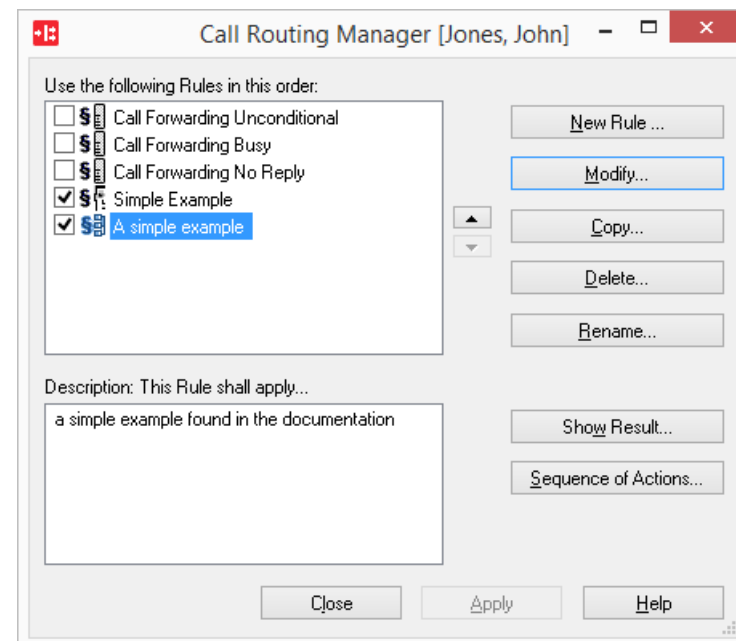 Call Routing Manager [Jones, John]
Use the following Rules in this order:
§ Call Forwarding Unconditional
§ Call Forwarding Busy
§ Call Forwarding No Reply
§ Simple Example
§ A simple example
New Rule ...
Modify...
Copy...
Delete...
Rename...
Description: This Rule shall apply...
a simple example found in the documentation
Show Result...
Sequence of Actions...
Close
Apply
Help